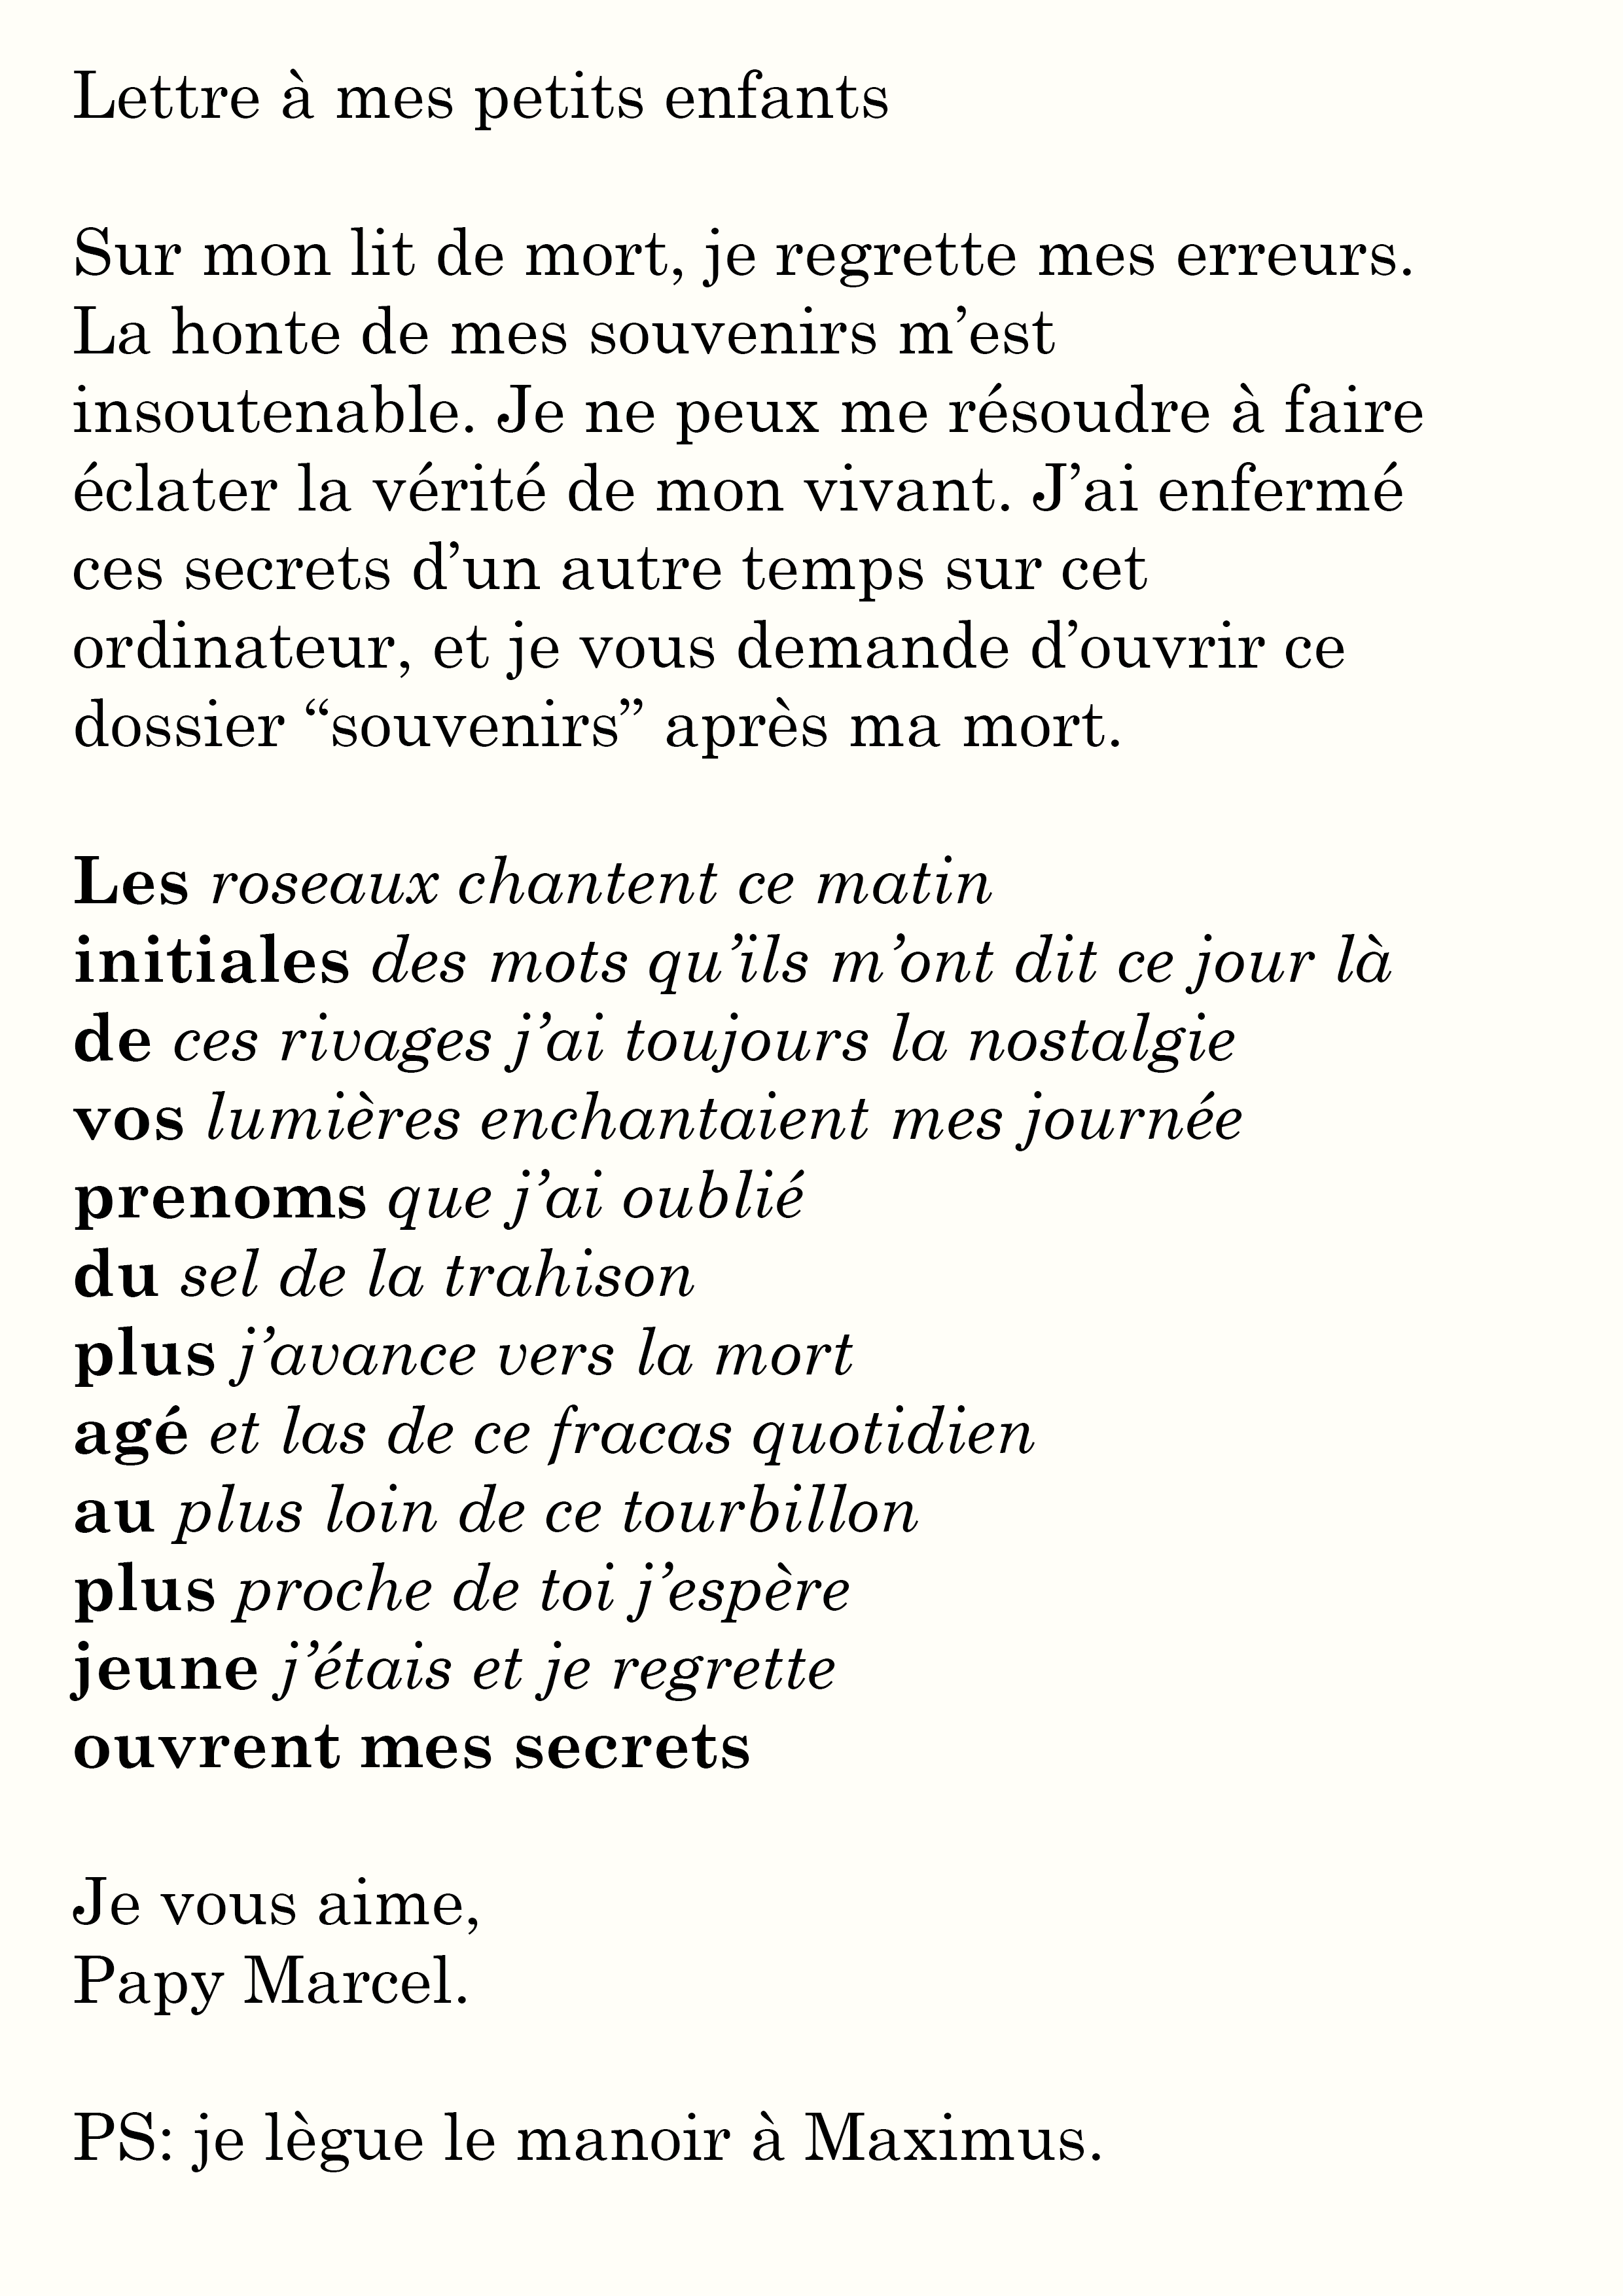 Lettre à mes petits enfants
Sur mon lit de mort, je regrette mes erreurs.
La honte de mes souvenirs m’est
insoutenable. Je ne peux me résoudre à faire
éclater la vérité de mon vivant. J’ai enfermé
ces secrets d’un autre temps sur cet
ordinateur, et je vous demande d’ouvrir ce
dossier “souvenirs” après ma mort.
Les roseaux chantent ce matin
initiales des mots qu’ils m’ont dit ce jour là
de ces rivages j’ai toujours la nostalgie
vos lumières enchantaient mes journée
prenoms que j’ai oublié
du sel de la trahison
plus j’avance vers la mort
agé et las de ce fracas quotidien
au plus loin de ce tourbillon
plus proche de toi j’espère
jeune j’étais et je regrette
ouvrent mes secrets
Je vous aime,
Papy Marcel.
PS: je lègue le manoir à Maximus.